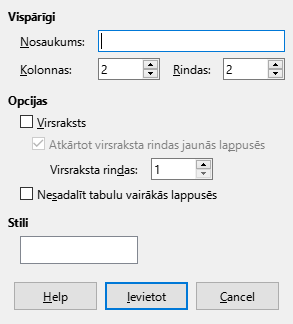 Vispārīgi
Nosaukums:
Kolonnas: 2 Rindas: 2
Opcijas
Virsraksts
Atkārtot virsraksta rindas jaunās lappusēs
Virsraksta rindas: 1
Nesadalīt tabulu vairākās lappusēs
Stili
Help Ievietot Cancel